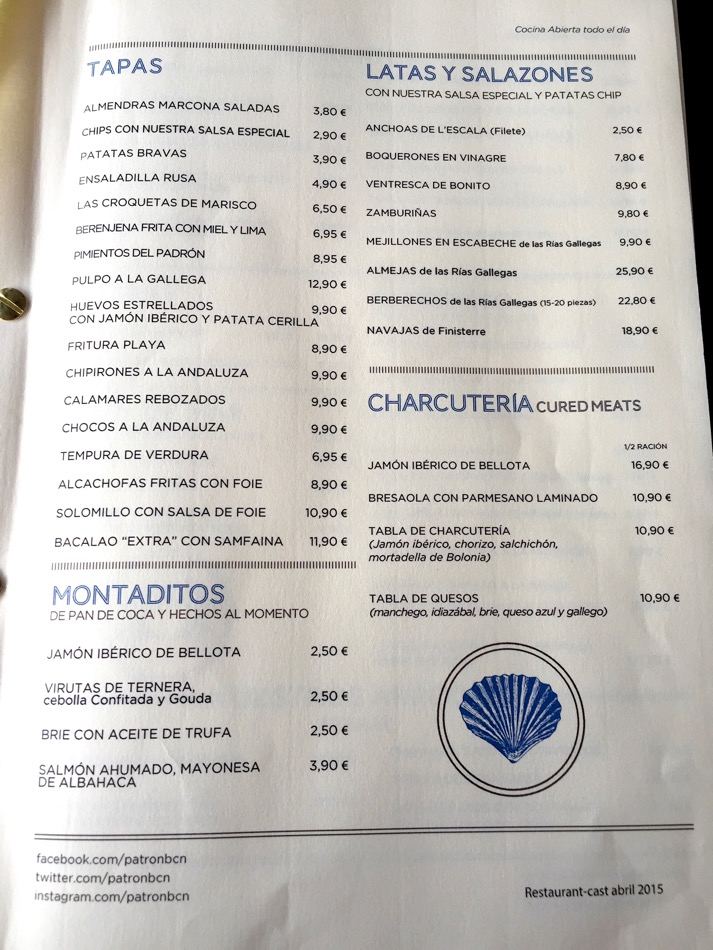 Cocina Abierta todo el día
TAPAS
ALMENDRAS MARCONA SALADAS 3,80 €
CHIPS CON NUESTRA SALSA ESPECIAL 2,90 €
PATATAS BRAVAS 3,90 €
ENSALADILLA RUSA 4,90 €
LAS CROQUETAS DE MARISCO 6,50 €
BERENJENA FRITA CON MIEL Y LIMA 6,95 €
PIMIENTOS DEL PADRÓN 8,95 €
PULPO A LA GALLEGA 12,90 €
HUEVOS ESTRELLADOS 9,90 €
CON JAMÓN IBÉRICO Y PATATA CERILLA
FRITURA PLAYA 8,90 €
CHIPIRONES A LA ANDALUZA 9,90 €
CALAMARES REBOZADOS 9,90 €
CHOCOS A LA ANDALUZA 9,90 €
TEMPURA DE VERDURA 6,95 €
ALCACHOFAS FRITAS CON FOIE 8,90 €
SOLOMILLO CON SALSA DE FOIE 10,90 €
BACALAO “EXTRA” CON SAMFAINA 11,90 €
MONTADITOS
DE PAN DE COCA Y HECHOS AL MOMENTO
JAMÓN IBÉRICO DE BELLOTA 2,50 €
VIRUTAS DE TERNERA,
cebolla Confitada y Gouda 2,50 €
BRIE CON ACEITE DE TRUFA 2,50 €
SALMÓN AHUMADO, MAYONESA 3,90 €
DE ALBAHACA
LATAS Y SALAZONES
CON NUESTRA SALSA ESPECIAL Y PATATAS CHIP
ANCHOAS DE L’ESCALA (Filete) 2,50 €
BOQUERONES EN VINAGRE 7,80 €
VENTRESCA DE BONITO 8,90 €
ZAMBURIÑAS 9,80 €
MEJILLONES EN ESCABECHE de las Rías Gallegas 9,90 €
ALMEJAS de las Rías Gallegas 25,90 €
BERBERECHOS de las Rías Gallegas (15-20 piezas) 22,80 €
NAVAJAS de Finisterre 18,90 €
CHARCUTERÍA CURED MEATS
1/2 RACIÓN
JAMÓN IBÉRICO DE BELLOTA 16,90 €
BRESAOLA CON PARMESANO LAMINADO 10,90 €
TABLA DE CHARCUTERÍA 10,90 €
(Jamón ibérico, chorizo, salchichón,
mortadella de Bolonia)
TABLA DE QUESOS 10,90 €
(manchego, idiazábal, brie, queso azul y gallego)
facebook.com/patronbcn
twitter.com/patronbcn
instagram.com/patronbcn
Restaurant-cast abril 2015